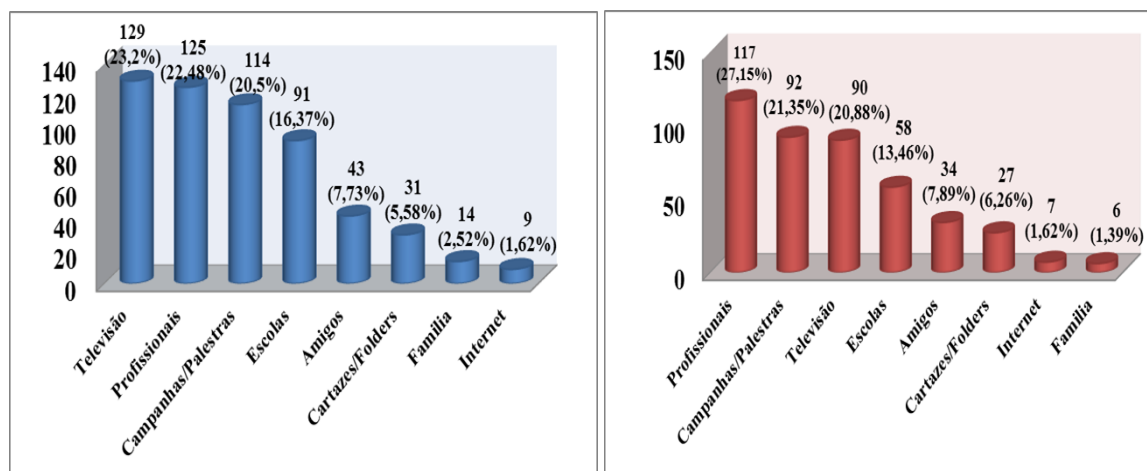 129
(23,2%)
125
(22,48%)
114
(20,5%)
91
(16,37%)
43
(7,73%)
31
(5,58%)
14
(2,52%)
9
(1,62%)
140
120
100
80
60
40
20
0
Televisão
Profissionais
Campanhas/Palestras
Escolas
Amigos
Cartazes/Folders
Família
Internet
117
(27,15%)
92
(21,35%)
90
(20,88%)
58
(13,46%)
34
(7,89%)
27
(6,26%)
7
(1,62%)
6
(1,39%)
150
100
50
0
Profissionais
Campanhas/Palestras
Televisão
Escolas
Amigos
Cartazes/Folders
Internet
Família